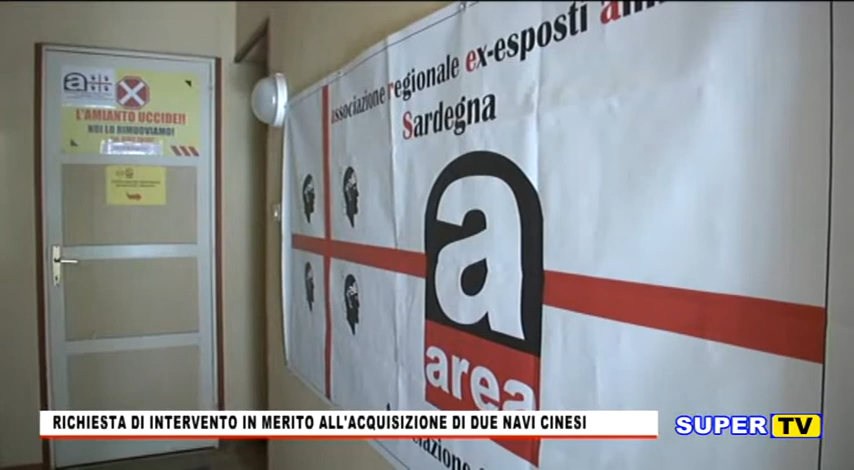 a
L'AMIANTO UCCIDE!!
NOI LO RIMUOVIAMO!
associazione regionale ex-esposti
Sardegna
a
area
RICHIESTA DI INTERVENTO IN MERITO ALL'ACQUISIZIONE DI DUE NAVI CINESI
SUPER TV